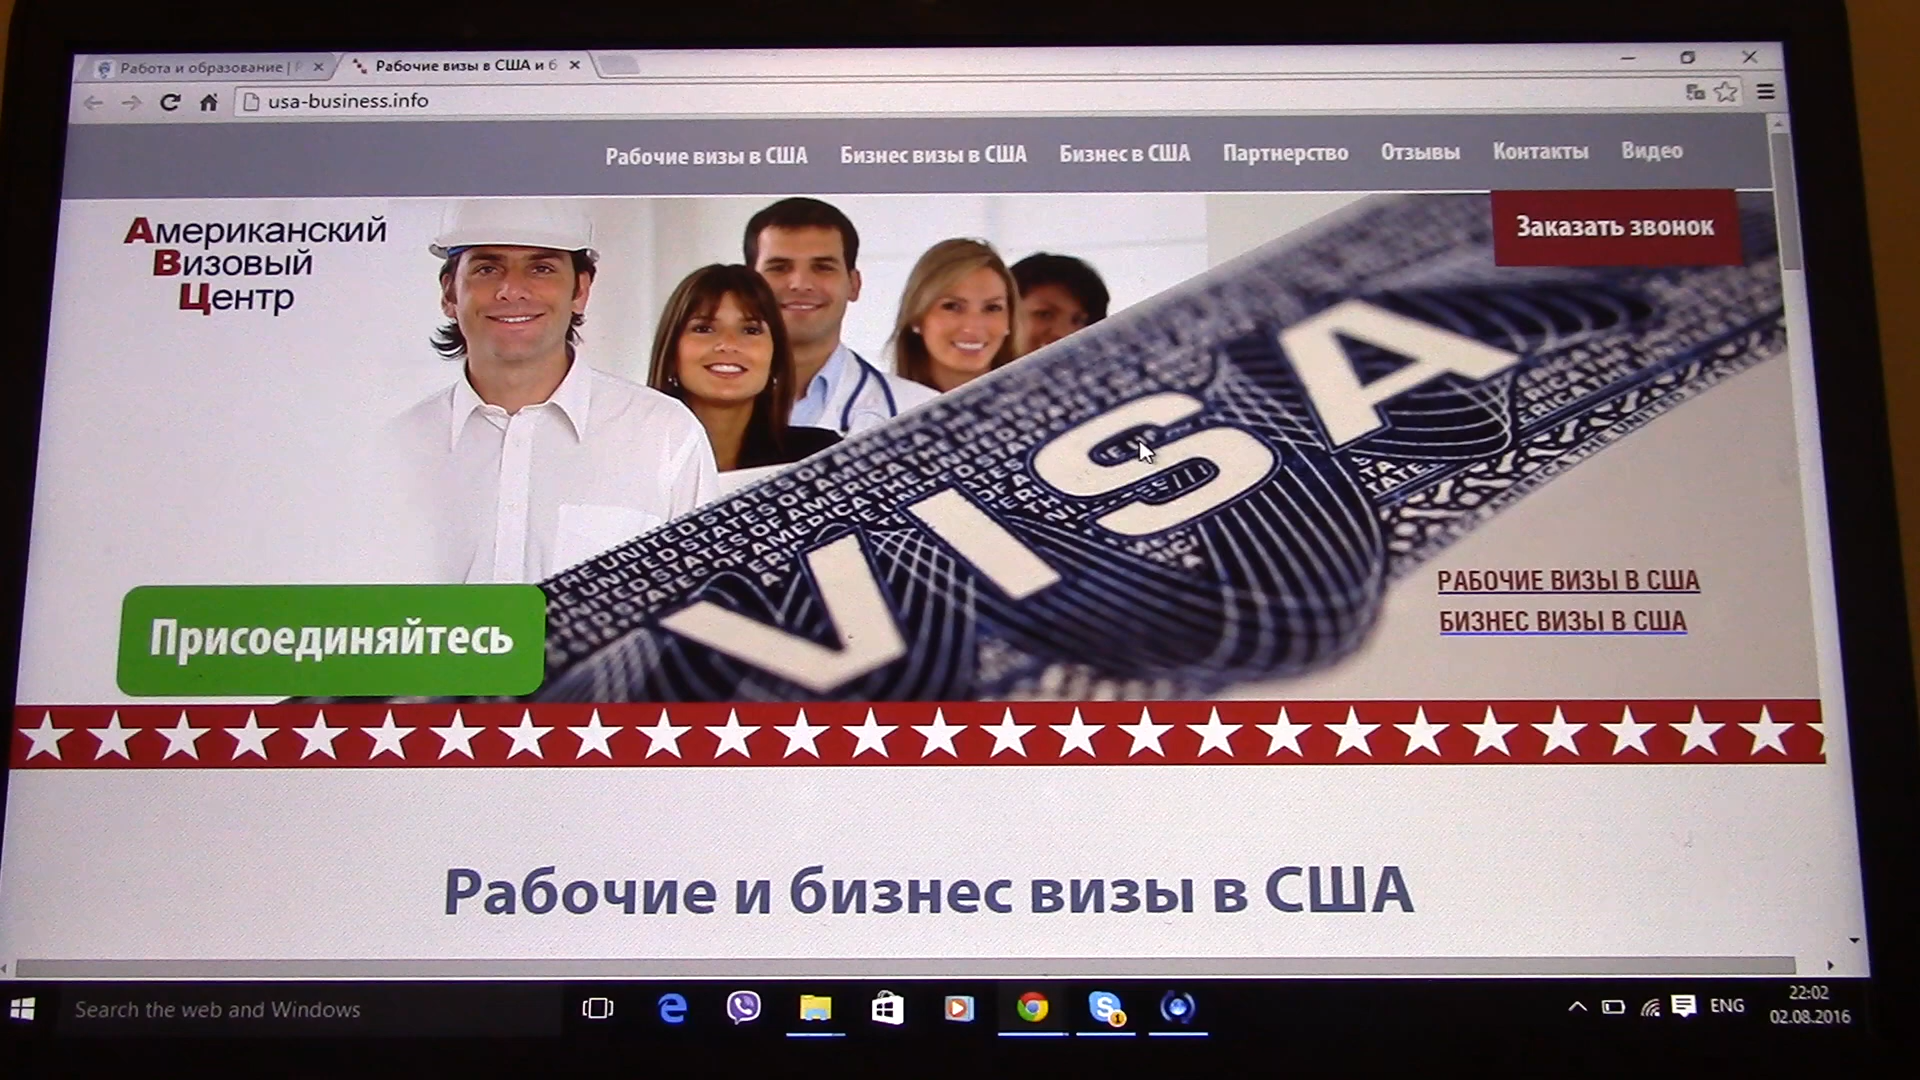 Работа и образование |
Рабочие визы в США и б
usa-business.info
Рабочие визы в США
Бизнес визы в США
Бизнес в США
Партнерство
Отзывы
Контакты
Видео
Американский
Визовый
Центр
Заказать звонок
VISA
РАБОЧИЕ ВИЗЫ В США
БИЗНЕС ВИЗЫ В США
Присоединяйтесь
Рабочие и бизнес визы в США
Search the web and Windows
ENG
22:02
02.08.2016